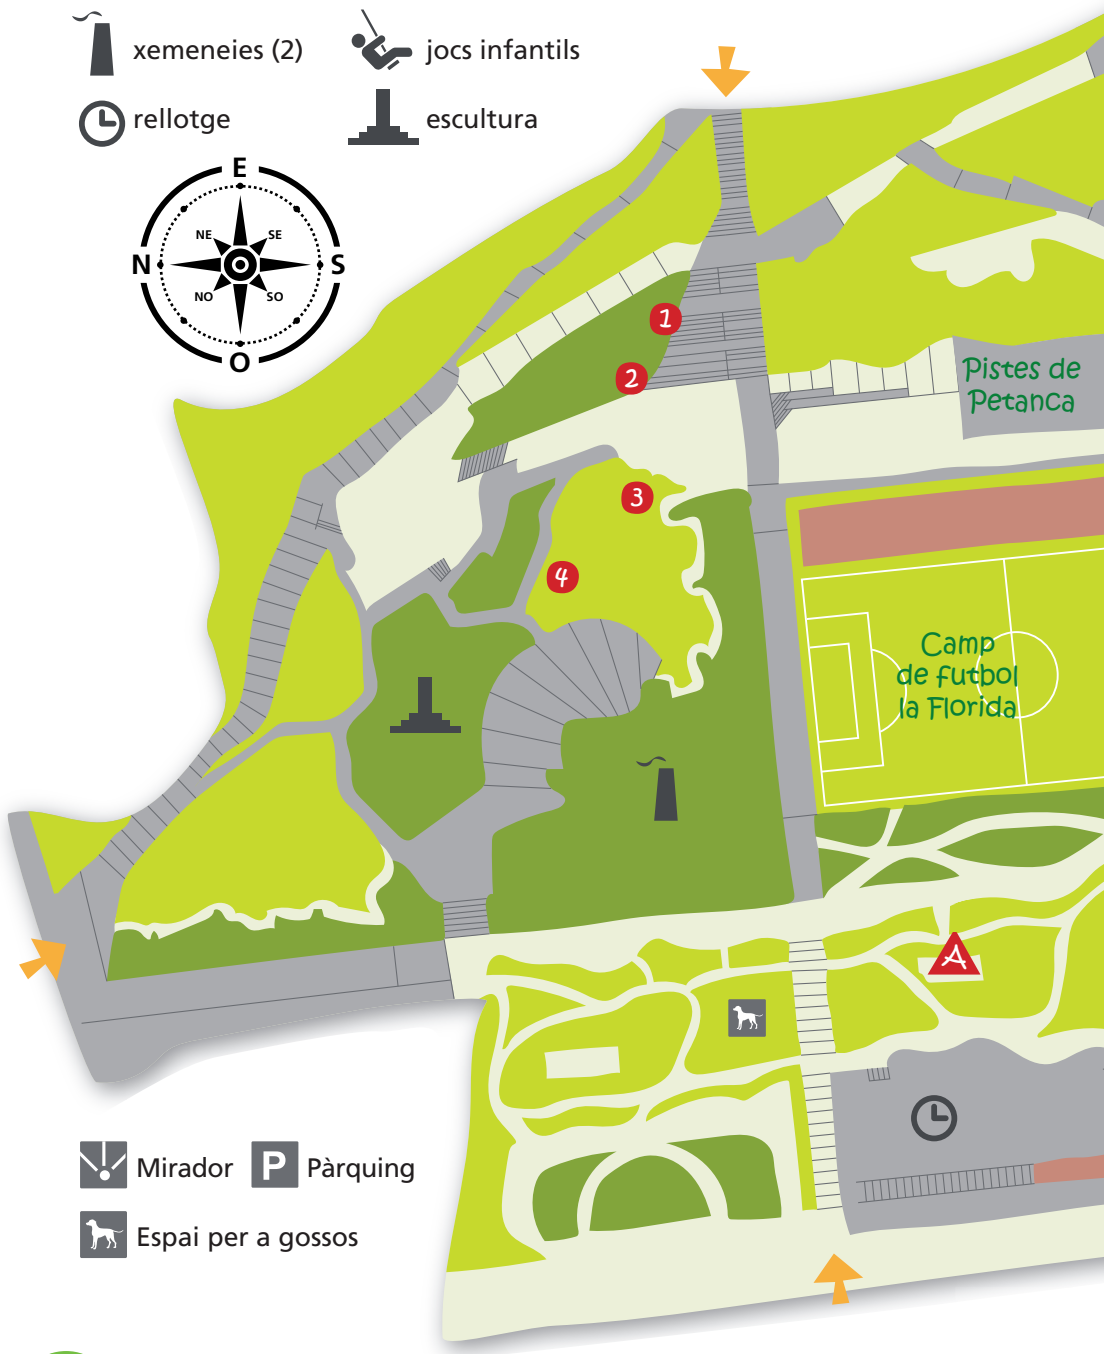 xemeneies (2)
jocs infantils
rellotge
escultura
E
NE
SE
N
S
NO
SO
O
1
2
Pistes de
Petanca
3
4
Camp
de futbol
la Florida
A
Mirador
P
Pàrquing
Espai per a gossos